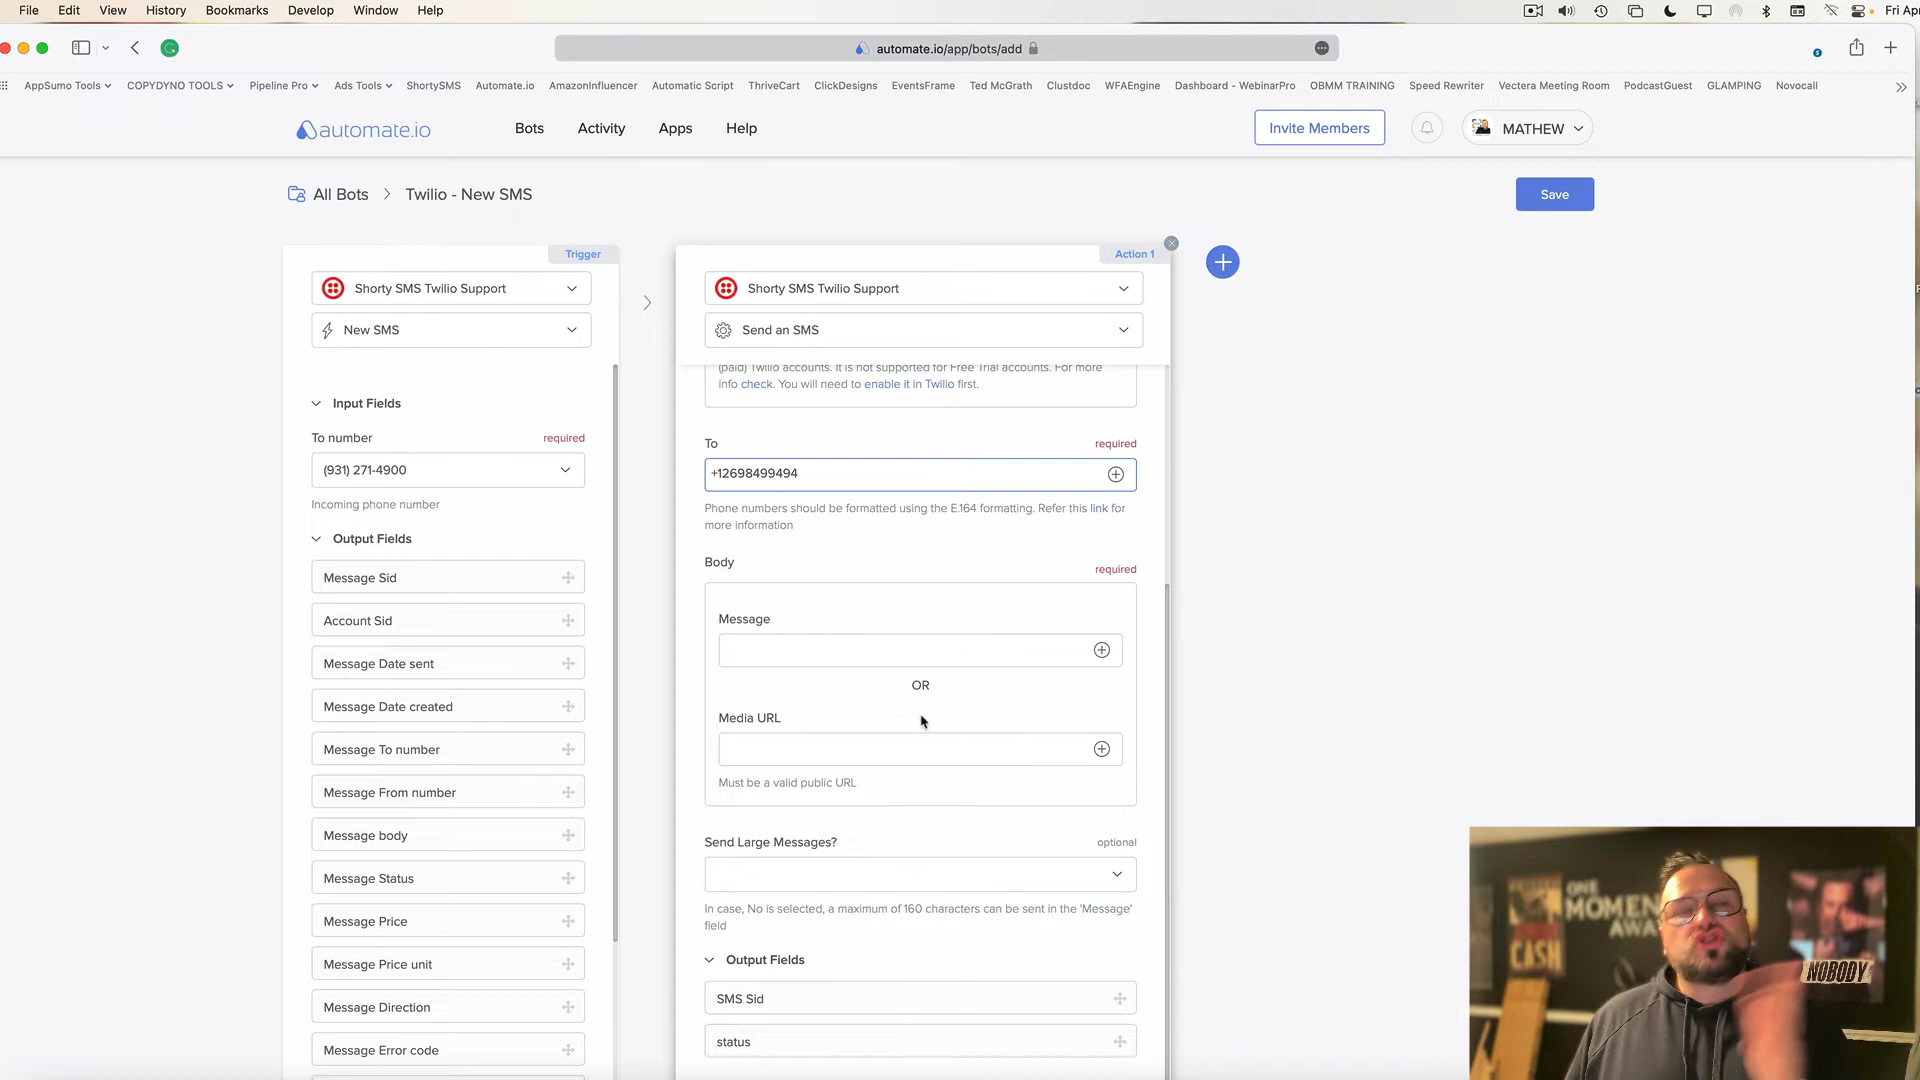 File Edit View History Bookmarks Develop Window Help Fri Apr
automate.io/app/bots/add
AppSumo Tools COPYDYNO TOOLS Pipeline Pro Ads Tools ShortySMS Automate.io AmazonInfluencer Automatic Script ThriveCart ClickDesigns EventsFrame Ted McGrath Clustdoc WFAEngine Dashboard - WebinarPro OBMM TRAINING Speed Rewriter Vectera Meeting Room PodcastGuest GLAMPING Novocall
automate.io Bots Activity Apps Help Invite Members MATHEW
All Bots > Twilio - New SMS Save
Trigger
Shorty SMS Twilio Support
New SMS
Input Fields
To number required
(931) 271-4900
Incoming phone number
Output Fields
Message Sid
Account Sid
Message Date sent
Message Date created
Message To number
Message From number
Message body
Message Status
Message Price
Message Price unit
Message Direction
Message Error code
Action 1
Shorty SMS Twilio Support
Send an SMS
(paid) Twilio accounts. It is not supported for Free Trial accounts. For more
info check. You will need to enable it in Twilio first.
To required
+12698499494
Phone numbers should be formatted using the E.164 formatting. Refer this link for
more information
Body required
Message
OR
Media URL
Must be a valid public URL
Send Large Messages? optional
In case, No is selected, a maximum of 160 characters can be sent in the 'Message'
field
Output Fields
SMS Sid
status
ONE
MOMEN
AWA
CASH
NOBODY